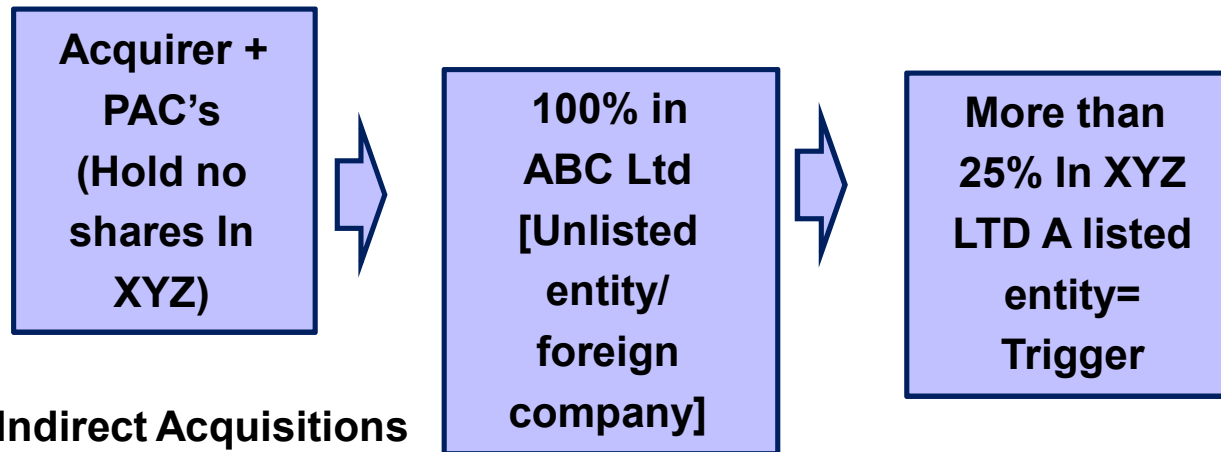 Acquirer +
PAC's
(Hold no
shares In
XYZ)
100% in
ABC Ltd
[Unlisted
entity/
foreign
company]
More than
25% In XYZ
LTD A listed
entity=
Trigger
Indirect Acquisitions